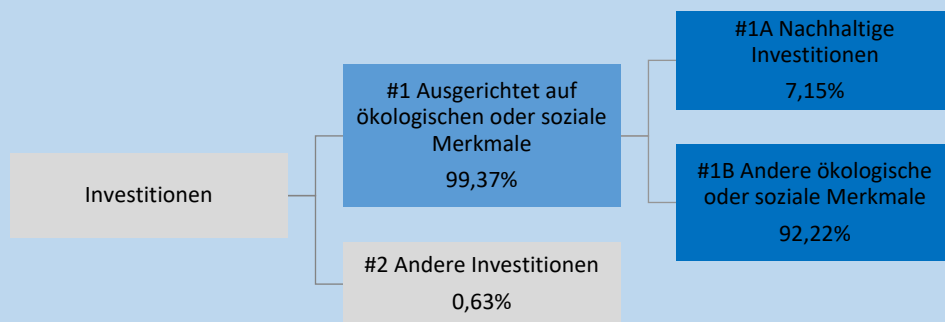 Investitionen
#1 Ausgerichtet auf
ökologischen oder soziale
Merkmale
99,37%
#2 Andere Investitionen
0,63%
#1A Nachhaltige
Investitionen
7,15%
#1B Andere ökologische
oder soziale Merkmale
92,22%